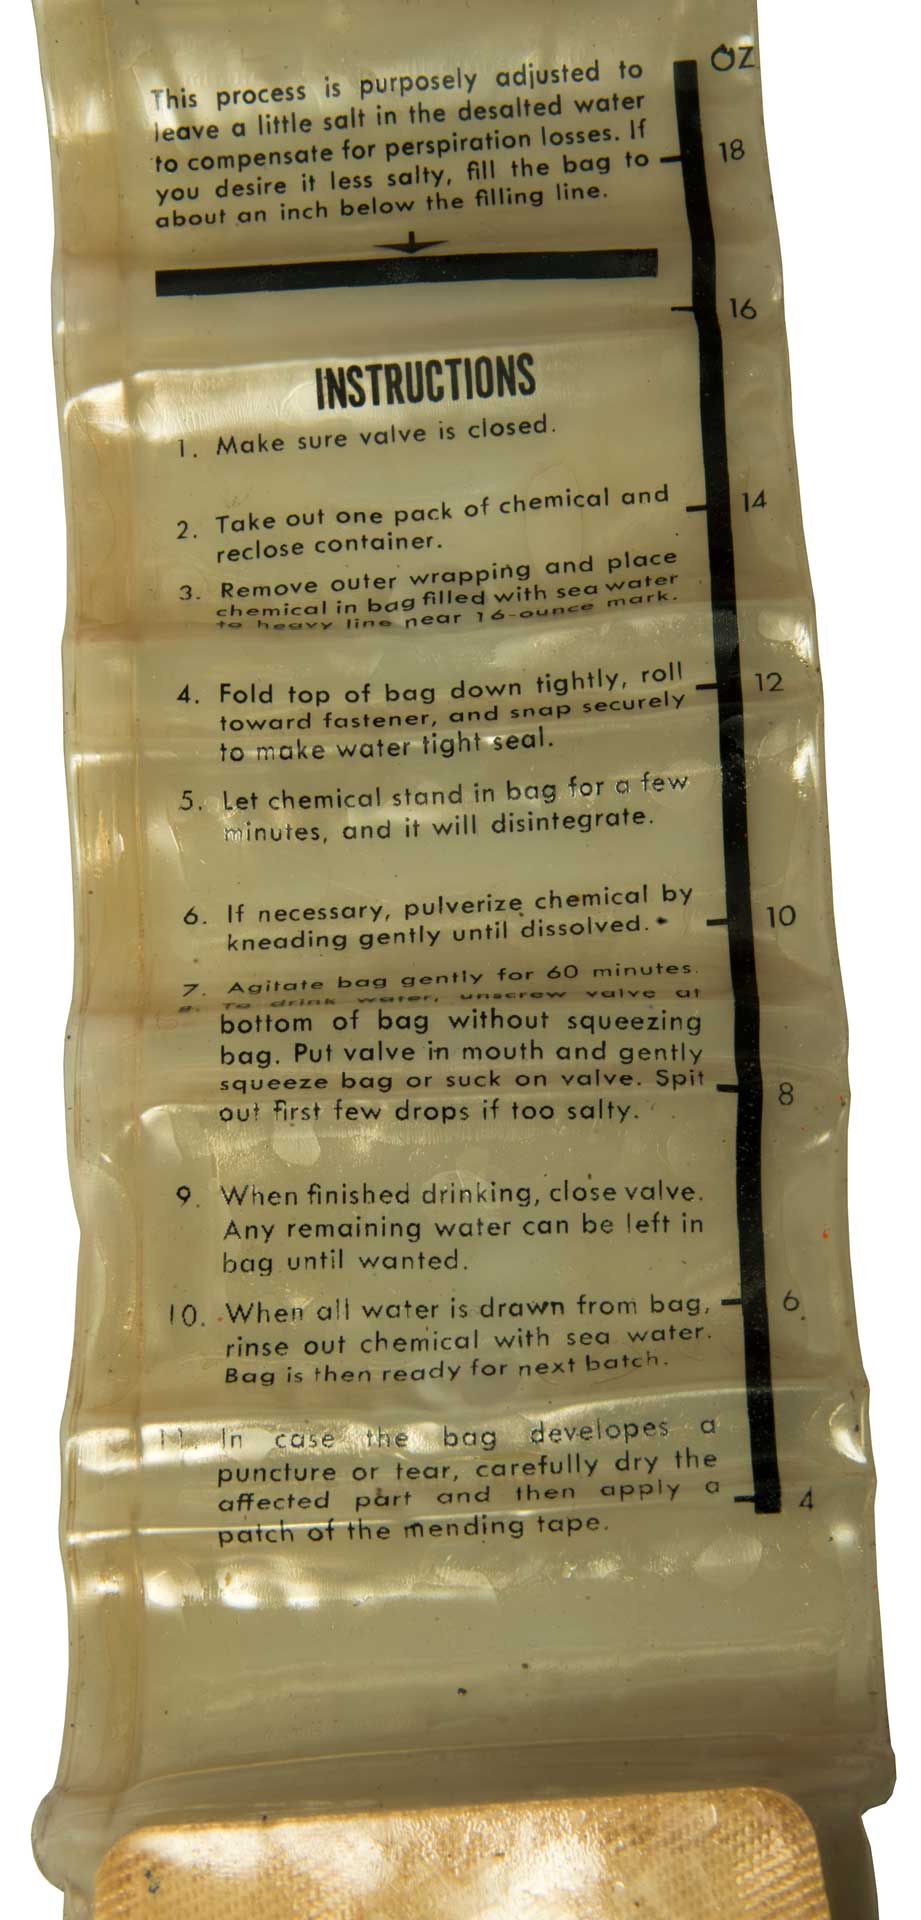 OZ
This process is purposely adjusted to
leave a little salt in the desalted water
to compensate for perspiration losses. If
you desire it less salty, fill the bag to
about an inch below the filling line.
18
16
INSTRUCTIONS
1. Make sure valve is closed.
14
2. Take out one pack of chemical and
reclose container.
3. Remove outer wrapping and place
chemical in bag filled with sea water
to heavy line near 16-ounce mark.
12
4. Fold top of bag down tightly, roll
toward fastener, and snap securely
to make water tight seal.
5. Let chemical stand in bag for a few
minutes, and it will disintegrate.
10
6. If necessary, pulverize chemical by
kneading gently until dissolved.
7. Agitate bag gently for 60 minutes.
8. To drink water, unscrew valve at
bottom of bag without squeezing
bag. Put valve in mouth and gently
squeeze bag or suck on valve. Spit
out first few drops if too salty.
8
9. When finished drinking, close valve.
Any remaining water can be left in
bag until wanted.
6
10. When all water is drawn from bag,
rinse out chemical with sea water.
Bag is then ready for next batch.
11. In case the bag developes a
puncture or tear, carefully dry the
affected part and then apply a
patch of the mending tape.
4